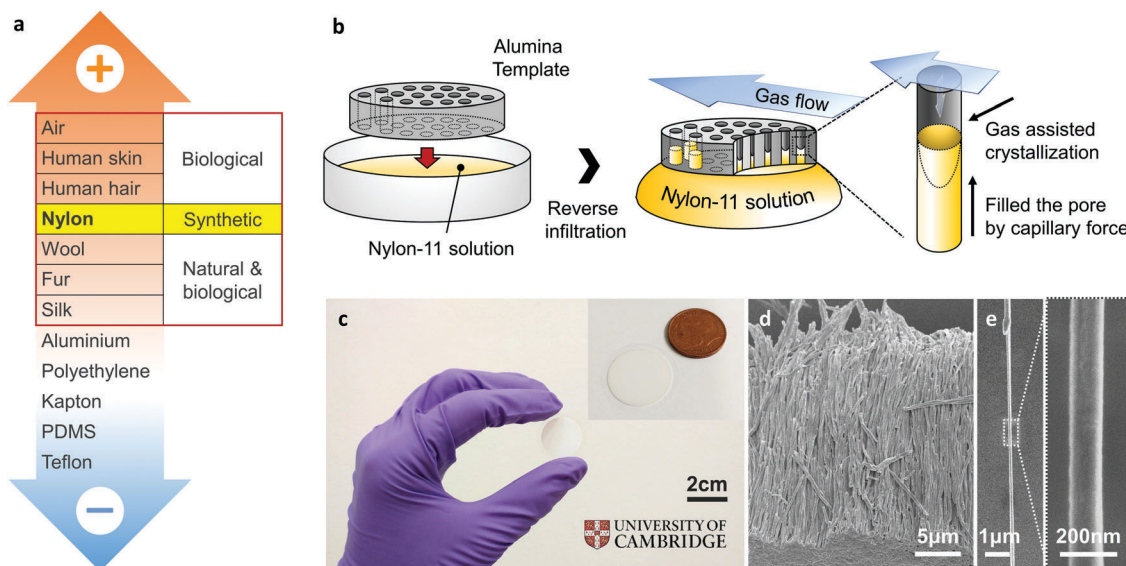 a
+
Air
Human skin
Human hair
Biological
Nylon
Synthetic
Wool
Fur
Silk
Natural &
biological
Aluminium
Polyethylene
Kapton
PDMS
Teflon
−
b
Alumina
Template
Nylon-11 solution
Reverse
infiltration
Gas flow
Nylon-11 solution
Gas assisted
crystallization
Filled the pore
by capillary force
c
2cm
UNIVERSITY OF
CAMBRIDGE
d
5μm
e
1μm
200nm